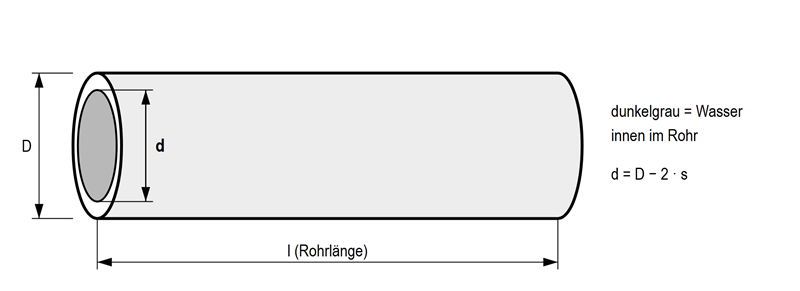 D
d
l (Rohrlänge)
dunkelgrau = Wasser
innen im Rohr
d = D − 2 · s